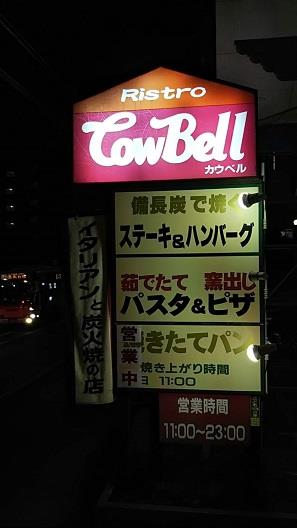 Ristro
CowBell
カウベル
備長炭で焼く
ステーキ&ハンバーグ
茹でたて 窯出し
パスタ&ピザ
焼きたてパン
焼き上がり時間
11:00
営業中
営業時間
11:00〜23:00
イタリアンと炭火焼の店